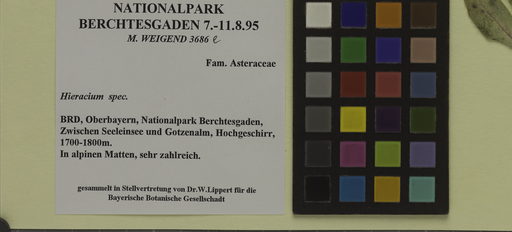 NATIONALPARK
BERCHTESGADEN 7.-11.8.95
M. WEIGEND 3686 e
Fam. Asteraceae
Hieracium spec.
BRD, Oberbayern, Nationalpark Berchtesgaden,
Zwischen Seeleinsee und Gotzenalm, Hochgeschirr,
1700-1800m.
In alpinen Matten, sehr zahlreich.
gesammelt in Stellvertretung von Dr.W.Lippert für die
Bayerische Botanische Gesellschadt